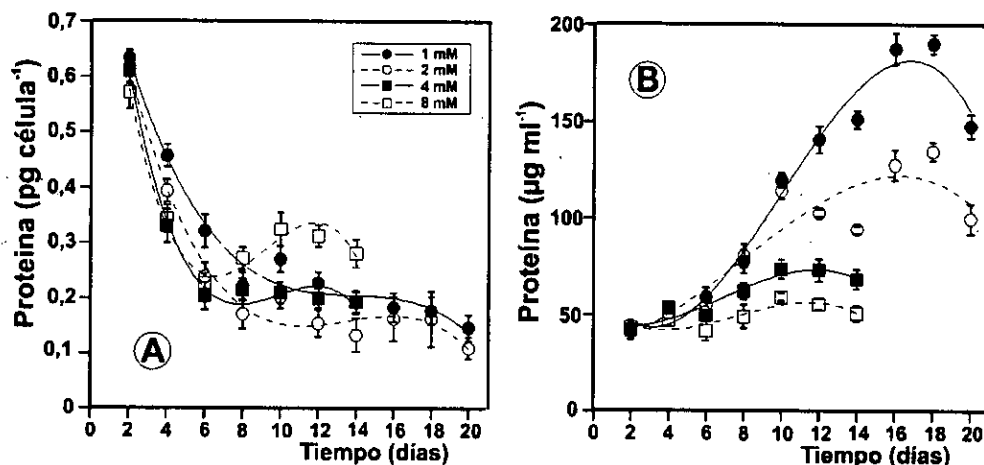 0,7
0,6
0,5
0,4
0,3
0,2
0,1
0
Proteina (pg célula-1)
1 mM
2 mM
4 mM
8 mM
A
0 2 4 6 8 10 12 14 16 18 20
Tiempo (días)
200
150
100
50
0
Proteína (µg ml-1)
B
0 2 4 6 8 10 12 14 16 18 20
Tiempo (días)